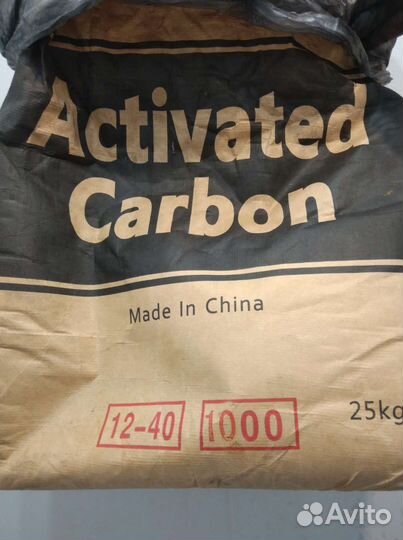 Activated
Carbon
Made In China
12-40 1000 25kg
Avito